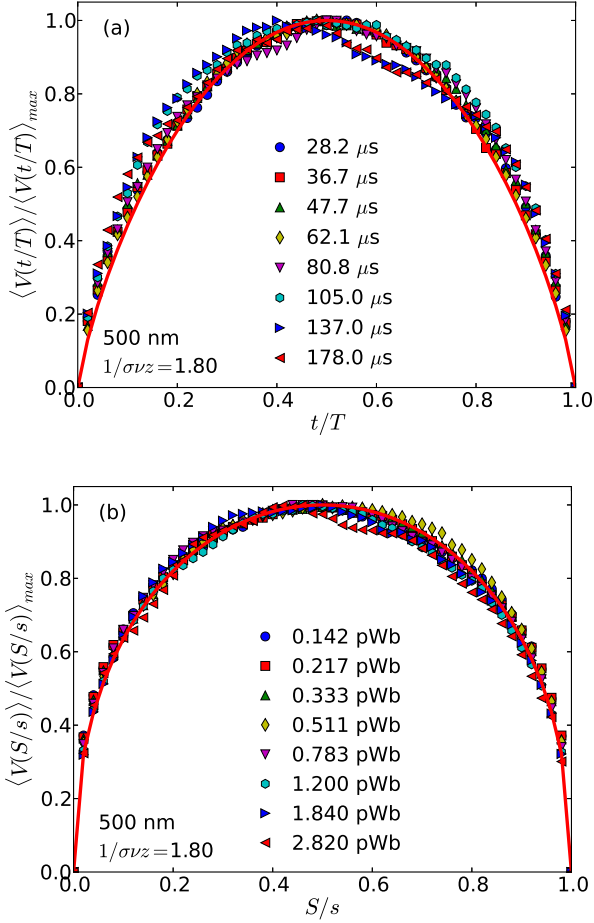 (a)
1.0
0.8
0.6
0.4
0.2
0.0
⟨V(t/T)⟩/⟨V(t/T)⟩max
28.2 μs
36.7 μs
47.7 μs
62.1 μs
80.8 μs
105.0 μs
137.0 μs
178.0 μs
500 nm
1/σνz=1.80
0.0 0.2 0.4 0.6 0.8 1.0
t/T
(b)
1.0
0.8
0.6
0.4
0.2
0.0
⟨V(S/s)⟩/⟨V(S/s)⟩max
0.142 pWb
0.217 pWb
0.333 pWb
0.511 pWb
0.783 pWb
1.200 pWb
1.840 pWb
2.820 pWb
500 nm
1/σνz=1.80
0.0 0.2 0.4 0.6 0.8 1.0
S/s